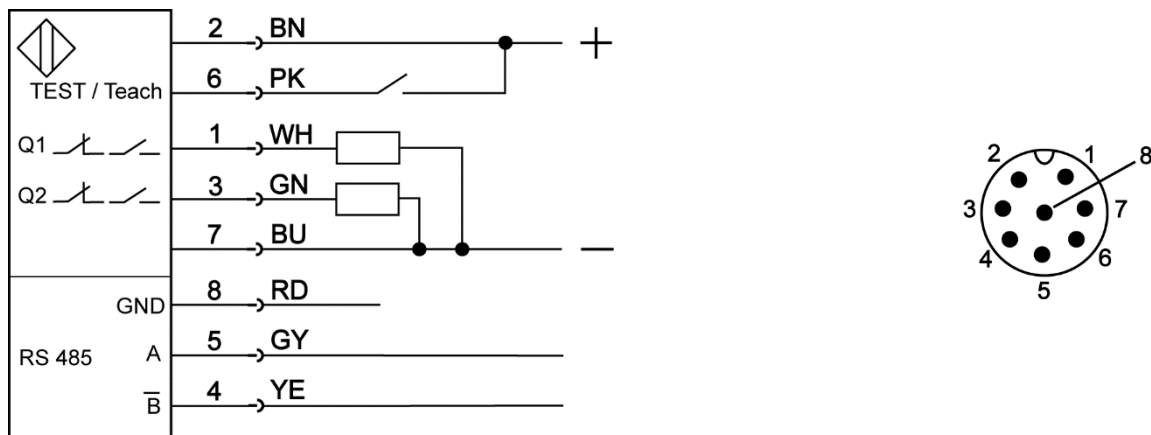 2 BN +
TEST / Teach 6 PK
Q1 1 WH
Q2 3 GN
7 BU −
GND 8 RD
RS 485 A 5 GY
B̅ 4 YE
2 1 8
3 7
4 6
5